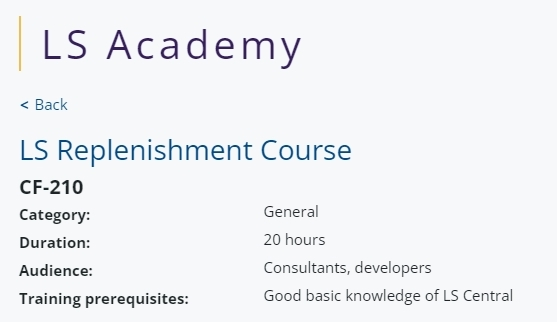 LS Academy
< Back
LS Replenishment Course
CF-210
Category: General
Duration: 20 hours
Audience: Consultants, developers
Training prerequisites: Good basic knowledge of LS Central